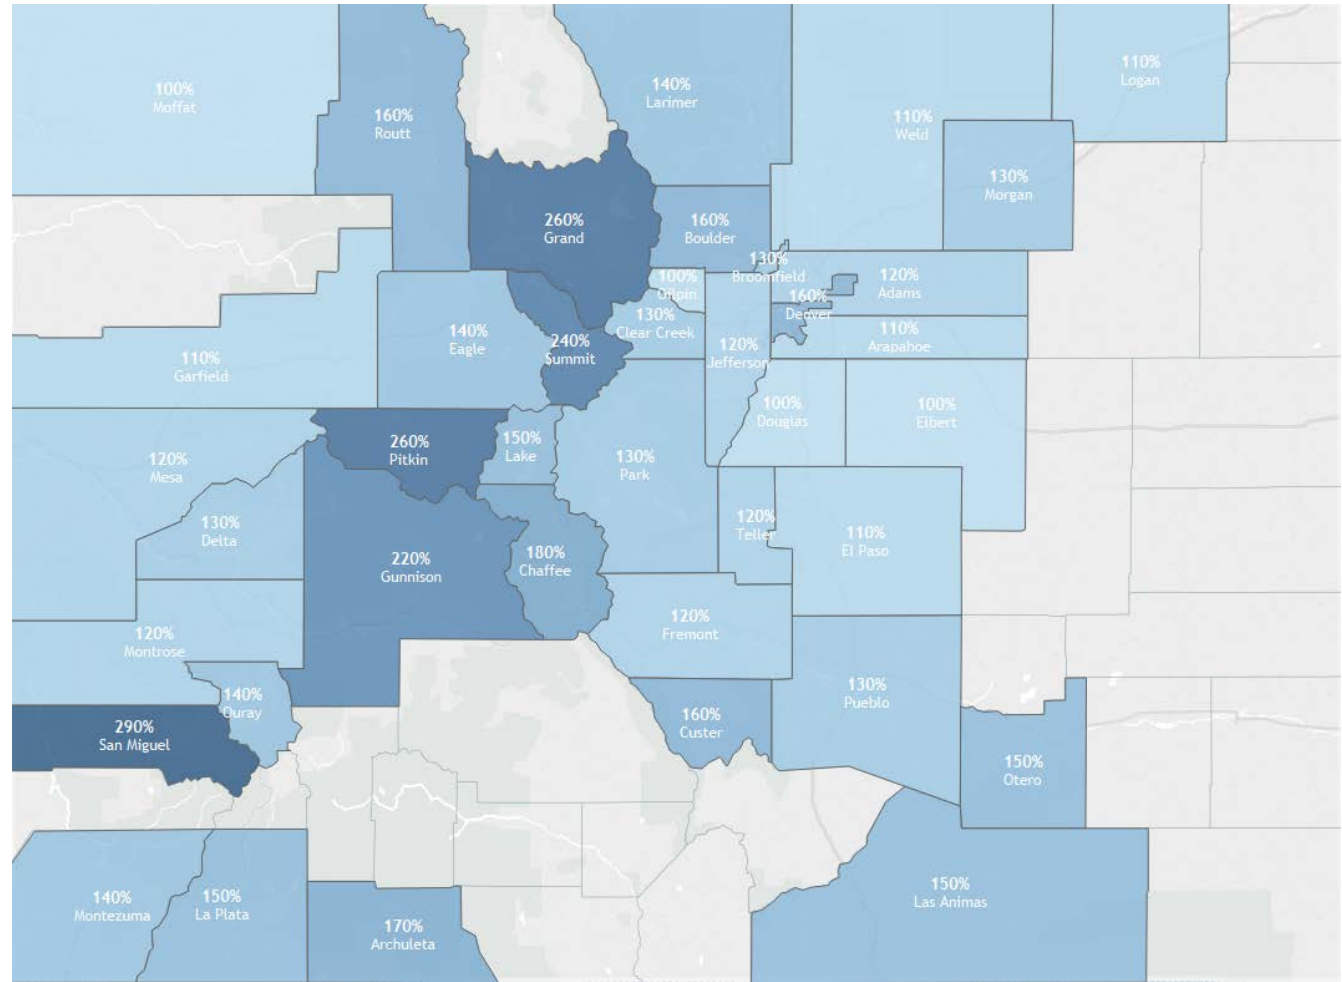 110%
Logan
100%
Moffat
140%
Larimer
160%
Routt
110%
Weld
130%
Morgan
260%
Grand
160%
Boulder
130%
Broomfield
100%
Gilpin
120%
Adams
160%
Denver
130%
Clear Creek
110%
Arapahoe
140%
Eagle
240%
Summit
120%
Jefferson
110%
Garfield
100%
Douglas
100%
Elbert
260%
Pitkin
150%
Lake
120%
Mesa
130%
Park
130%
Delta
120%
Teller
110%
El Paso
220%
Gunnison
180%
Chaffee
120%
Fremont
120%
Montrose
140%
Ouray
130%
Pueblo
160%
Custer
290%
San Miguel
150%
Otero
140%
Montezuma
150%
La Plata
150%
Las Animas
170%
Archuleta